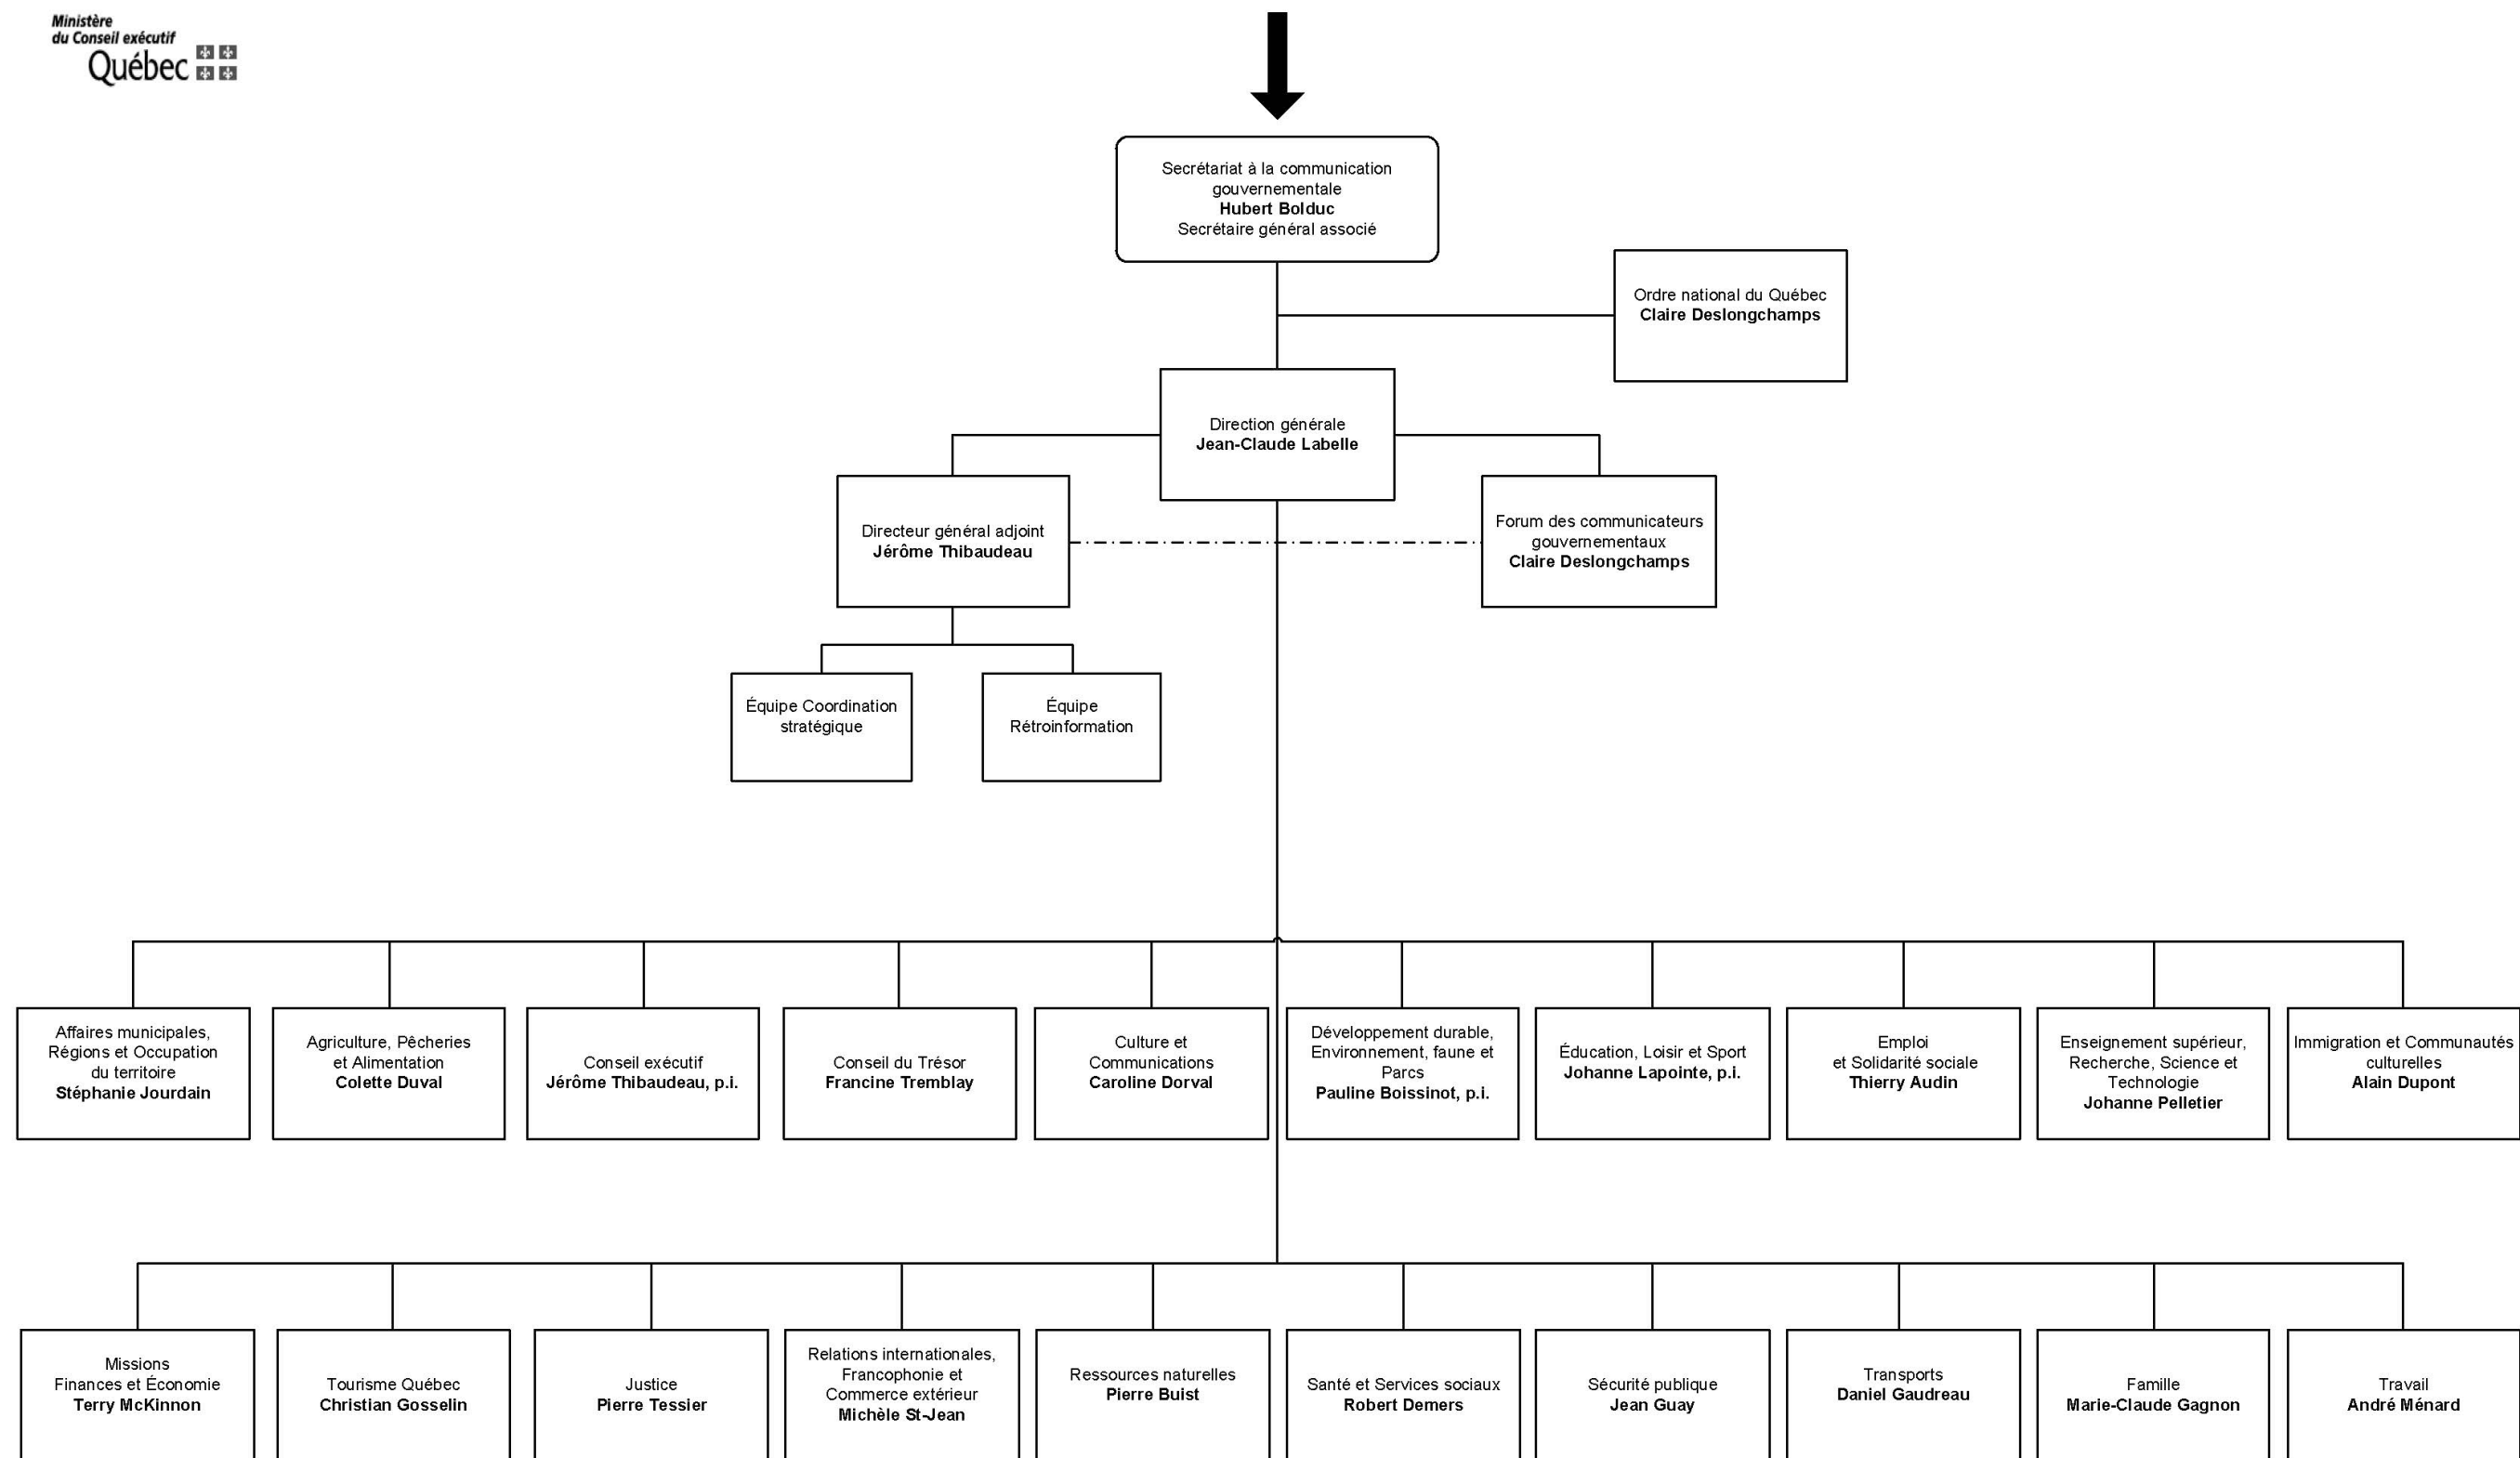 Ministère
du Conseil exécutif
Québec
Secrétariat à la communication
gouvernementale
Hubert Bolduc
Secrétaire général associé
Ordre national du Québec
Claire Deslongchamps
Direction générale
Jean-Claude Labelle
Directeur général adjoint
Jérôme Thibaudeau
Forum des communicateurs
gouvernementaux
Claire Deslongchamps
Équipe Coordination
stratégique
Équipe
Rétroinformation
Affaires municipales,
Régions et Occupation
du territoire
Stéphanie Jourdain
Agriculture, Pêcheries
et Alimentation
Colette Duval
Conseil exécutif
Jérôme Thibaudeau, p.i.
Conseil du Trésor
Francine Tremblay
Culture et
Communications
Caroline Dorval
Développement durable,
Environnement, faune et
Parcs
Pauline Boissinot, p.i.
Éducation, Loisir et Sport
Johanne Lapointe, p.i.
Emploi
et Solidarité sociale
Thierry Audin
Enseignement supérieur,
Recherche, Science et
Technologie
Johanne Pelletier
Immigration et Communautés
culturelles
Alain Dupont
Missions
Finances et Économie
Terry McKinnon
Tourisme Québec
Christian Gosselin
Justice
Pierre Tessier
Relations internationales,
Francophonie et
Commerce extérieur
Michèle St-Jean
Ressources naturelles
Pierre Buist
Santé et Services sociaux
Robert Demers
Sécurité publique
Jean Guay
Transports
Daniel Gaudreau
Famille
Marie-Claude Gagnon
Travail
André Ménard